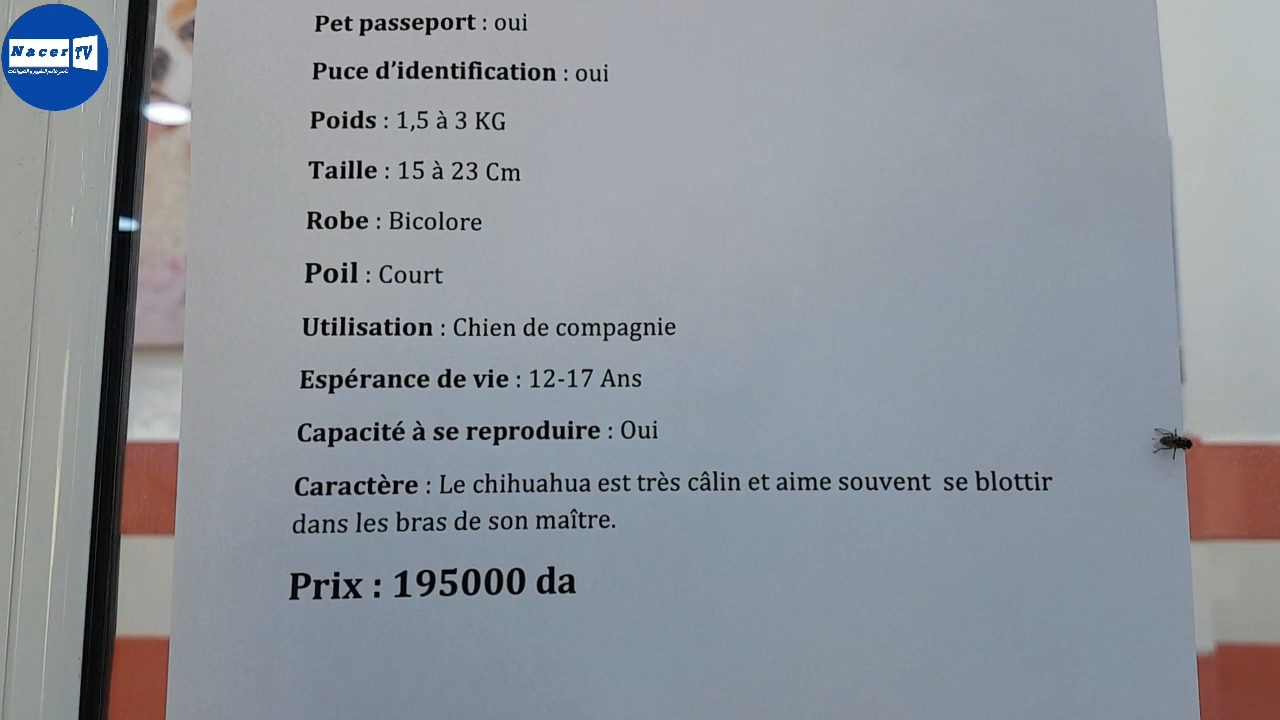 Nacer TV
Pet passeport : oui
Puce d’identification : oui
Poids : 1,5 à 3 KG
Taille : 15 à 23 Cm
Robe : Bicolore
Poil : Court
Utilisation : Chien de compagnie
Espérance de vie : 12-17 Ans
Capacité à se reproduire : Oui
Caractère : Le chihuahua est très câlin et aime souvent se blottir
dans les bras de son maître.
Prix : 195000 da